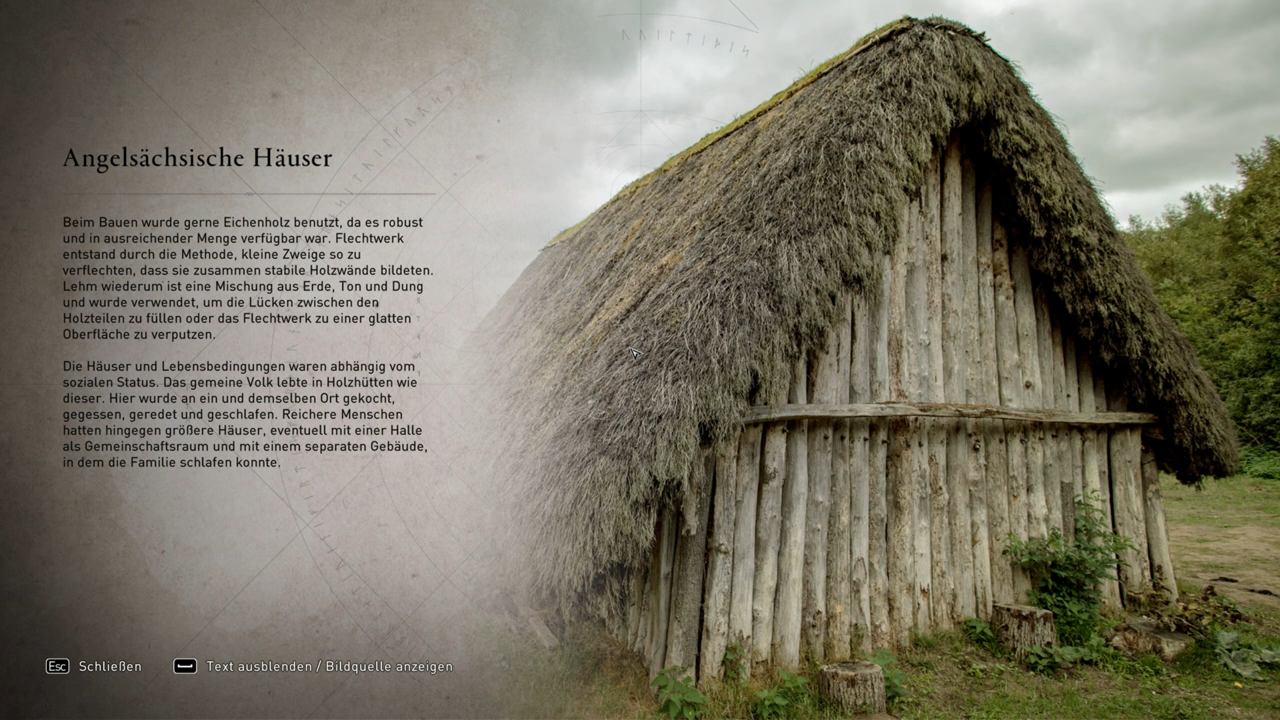 Angelsächsische Häuser
Beim Bauen wurde gerne Eichenholz benutzt, da es robust
und in ausreichender Menge verfügbar war. Flechtwerk
entstand durch die Methode, kleine Zweige so zu
verflechten, dass sie zusammen stabile Holzwände bildeten.
Lehm wiederum ist eine Mischung aus Erde, Ton und Dung
und wurde verwendet, um die Lücken zwischen den
Holzteilen zu füllen oder das Flechtwerk zu einer glatten
Oberfläche zu verputzen.
Die Häuser und Lebensbedingungen waren abhängig vom
sozialen Status. Das gemeine Volk lebte in Holzhütten wie
dieser. Hier wurde an ein und demselben Ort gekocht,
gegessen, geredet und geschlafen. Reichere Menschen
hatten hingegen größere Häuser, eventuell mit einer Halle
als Gemeinschaftsraum und mit einem separaten Gebäude,
in dem die Familie schlafen konnte.
Esc Schließen
Text ausblenden / Bildquelle anzeigen